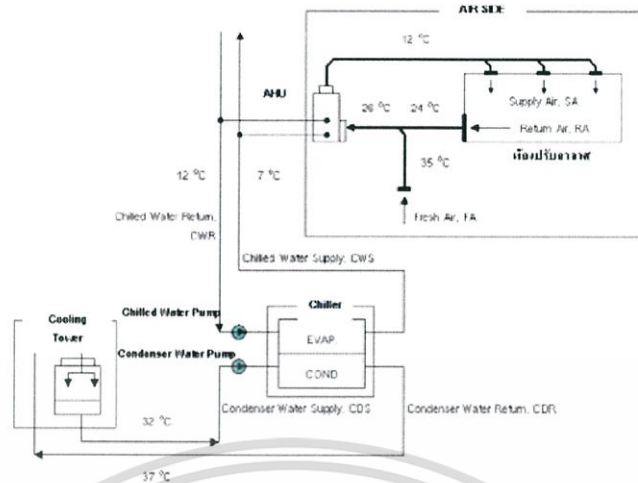 AIR SIDE
12 °C
AHU
Supply Air, SA
26 °C
24 °C
Return Air, RA
ห้องปรับอากาศ
35 °C
12 °C
7 °C
Fresh Air, FA
Chilled Water Return,
CWR
Chilled Water Supply, CWS
Chiller
Chilled Water Pump
Cooling
Tower
EVAP.
Condenser Water Pump
COND
Condenser Water Supply, CDS
Condenser Water Return, CDR
32 °C
37 °C